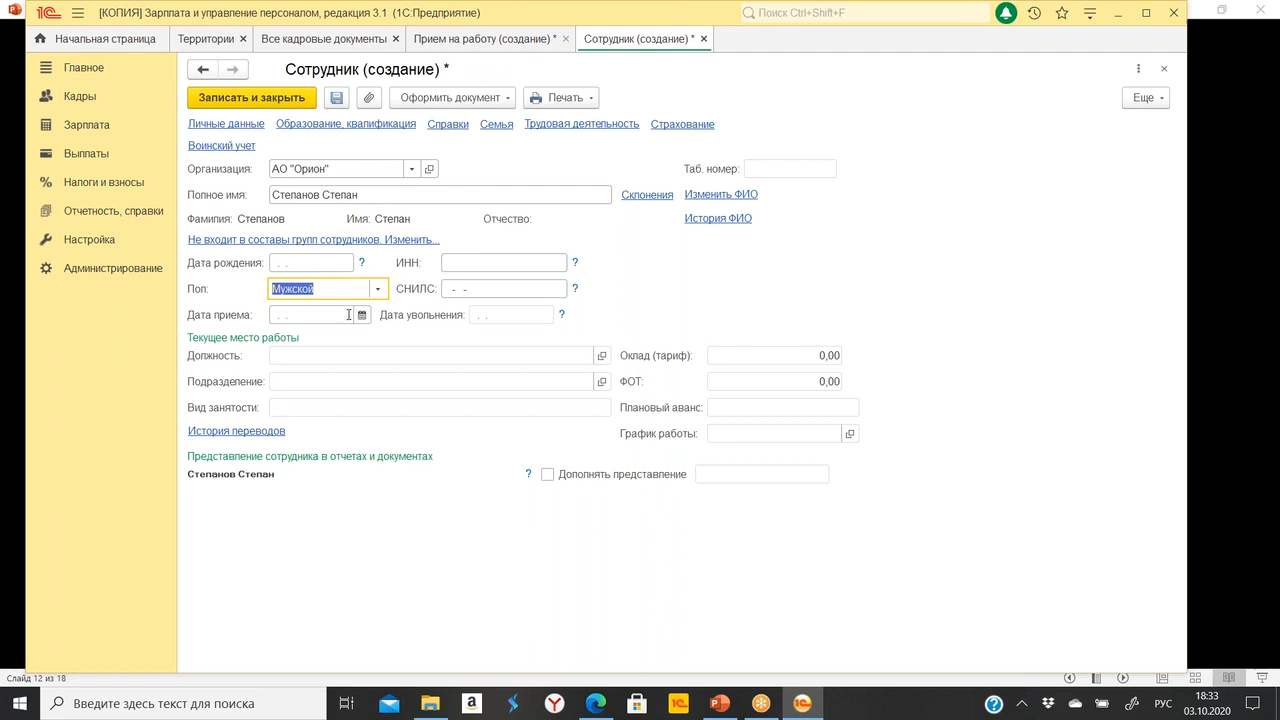 [КОПИЯ] Зарплата и управление персоналом, редакция 3.1 (1С:Предприятие)
Поиск Ctrl+Shift+F
Начальная страница
Территории
Все кадровые документы
Прием на работу (создание) *
Сотрудник (создание) *
Главное
Кадры
Зарплата
Выплаты
Налоги и взносы
Отчетность, справки
Настройка
Администрирование
Сотрудник (создание) *
Записать и закрыть
Оформить документ
Печать
Еще
Личные данные Образование, квалификация Справки Семья Трудовая деятельность Страхование
Воинский учет
Организация: АО "Орион" Таб. номер:
Полное имя: Степанов Степан Склонения Изменить ФИО
Фамилия: Степанов Имя: Степан Отчество: История ФИО
Не входит в составы групп сотрудников. Изменить...
Дата рождения: . . ? ИНН: ?
Пол: Мужской СНИЛС: - - ?
Дата приема: . . Дата увольнения: . . ?
Текущее место работы
Должность: Оклад (тариф): 0,00
Подразделение: ФОТ: 0,00
Вид занятости: Плановый аванс:
История переводов График работы:
Представление сотрудника в отчетах и документах
Степанов Степан ? Дополнять представление
Слайд 12 из 18
Введите здесь текст для поиска
РУС
18:33
03.10.2020